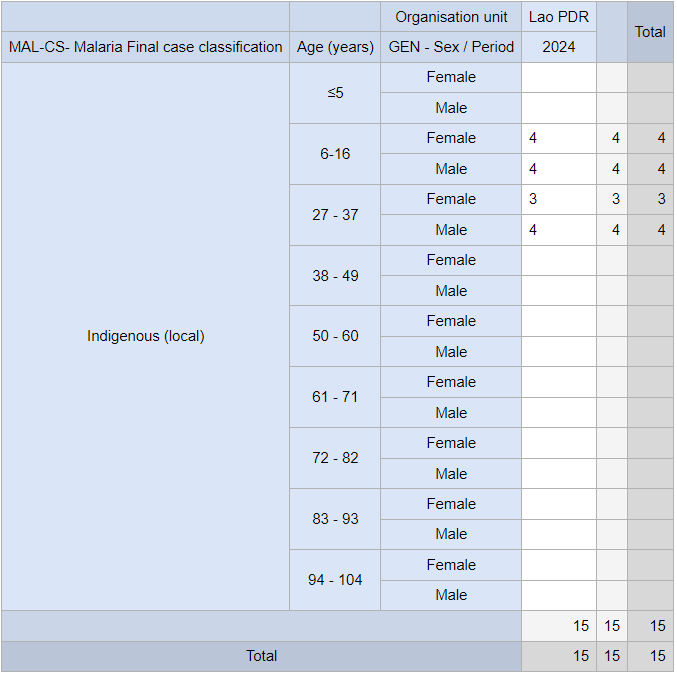 Organisation unit Lao PDR Total
MAL-CS- Malaria Final case classification Age (years) GEN - Sex / Period 2024
Indigenous (local) ≤5 Female
Male
6-16 Female 4 4 4
Male 4 4 4
27 - 37 Female 3 3 3
Male 4 4 4
38 - 49 Female
Male
50 - 60 Female
Male
61 - 71 Female
Male
72 - 82 Female
Male
83 - 93 Female
Male
94 - 104 Female
Male
15 15 15
Total 15 15 15